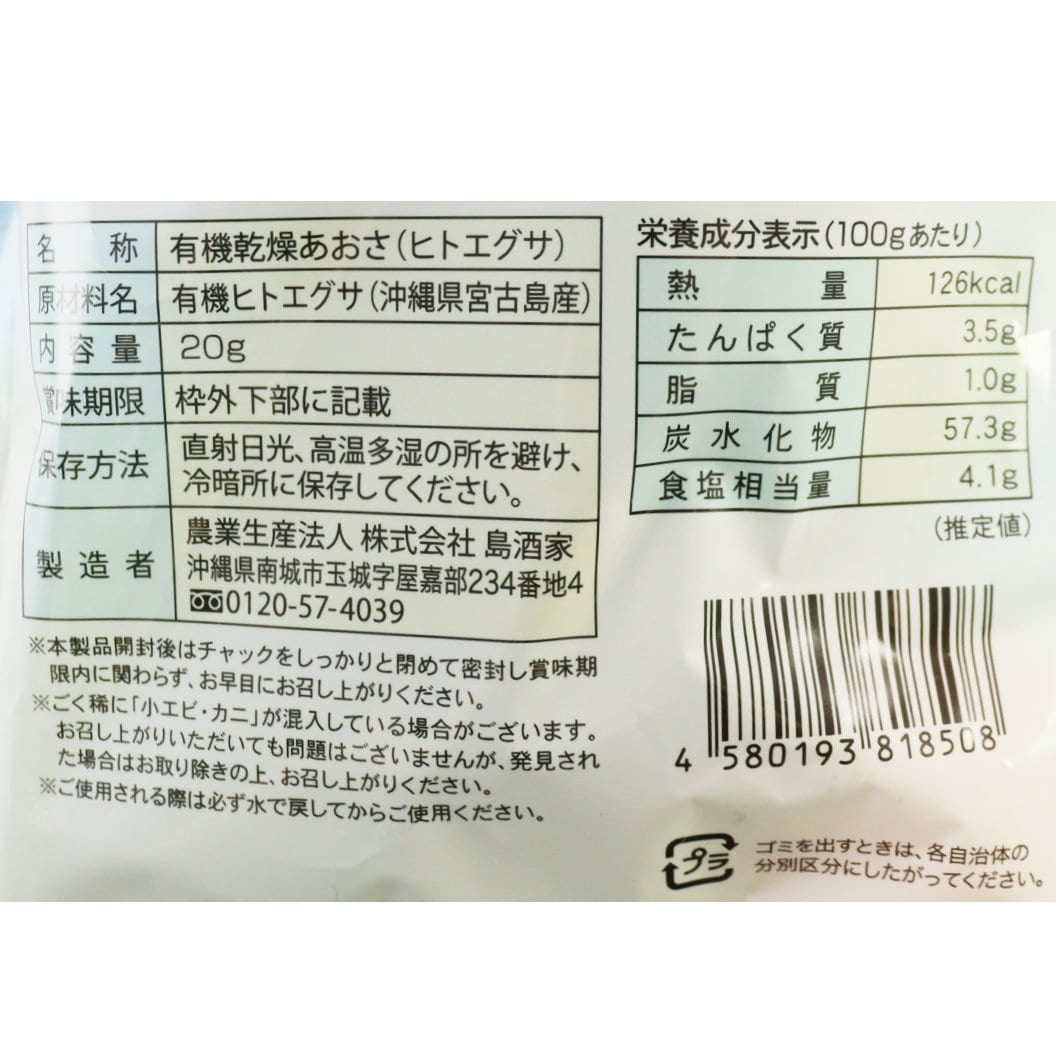 名称 有機乾燥あおさ(ヒトエグサ)
原材料名 有機ヒトエグサ(沖縄県宮古島産)
内容量 20g
賞味期限 枠外下部に記載
保存方法 直射日光、高温多湿の所を避け、
冷暗所に保存してください。
製造者 農業生産法人 株式会社 島酒家
沖縄県南城市玉城字屋嘉部234番地4
0120-57-4039
※本製品開封後はチャックをしっかりと閉めて密封し賞味期
限内に関わらず、お早目にお召し上がりください。
※ごく稀に「小エビ・カニ」が混入している場合がございます。
お召し上がりいただいても問題はございませんが、発見され
た場合はお取り除きの上、お召し上がりください。
※ご使用される際は必ず水で戻してからご使用ください。
栄養成分表示(100gあたり)
熱量 126kcal
たんぱく質 3.5g
脂質 1.0g
炭水化物 57.3g
食塩相当量 4.1g
(推定値)
4 580193 818508
プラ
ゴミを出すときは、各自治体の
分別区分にしたがってください。